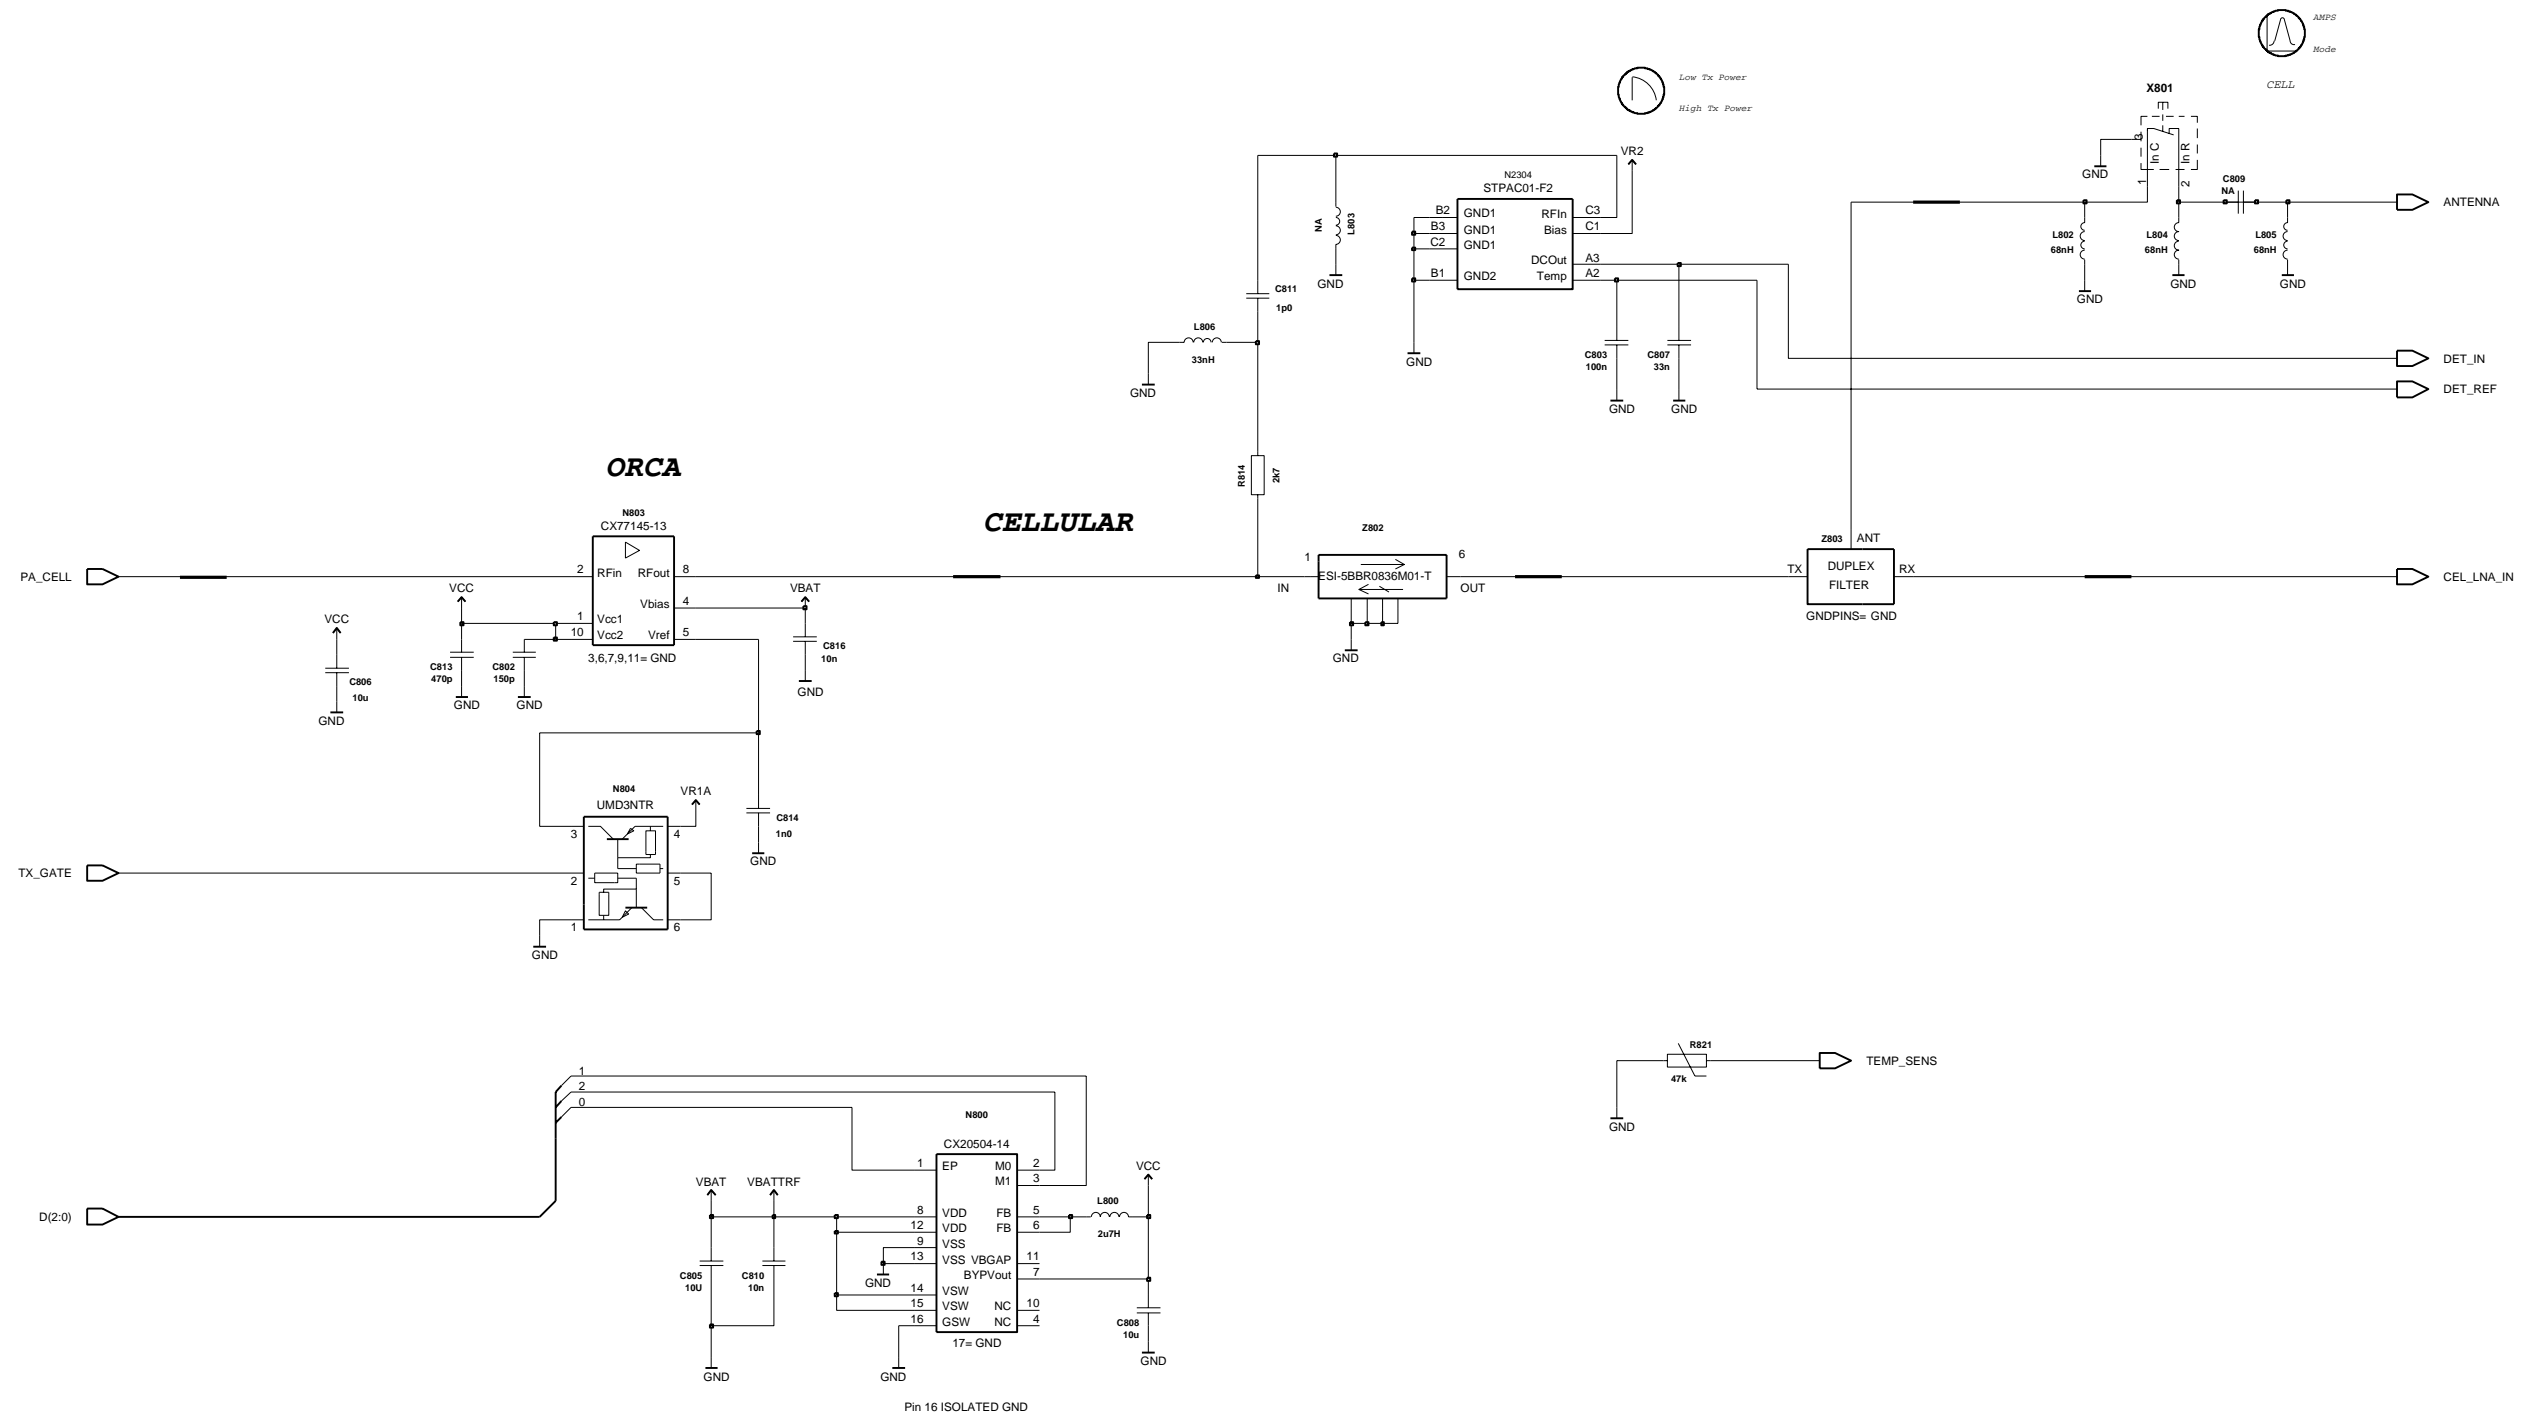 AMPS
Mode
CELL
Low Tx Power
High Tx Power
X801
3
In C
In R
1
2
GND
C809
NA
ANTENNA
L802
68nH
GND
L804
68nH
GND
L805
68nH
GND
VR2
N2304
STPAC01-F2
B2 GND1 RFIn C3
B3 GND1 Bias C1
C2 GND1
DCOut A3
B1 GND2 Temp A2
NA
L803
GND
C811
1p0
L806
33nH
GND
GND
C803
100n
GND
C807
33n
GND
DET_IN
DET_REF
R814
2k7
ORCA
CELLULAR
N803
CX77145-13
PA_CELL
2 RFin RFout 8
Vbias 4
1 Vcc1
10 Vcc2 Vref 5
3,6,7,9,11= GND
VCC
C806
10u
GND
VCC
C813
470p
GND
C802
150p
GND
VBAT
C816
10n
GND
Z802
1
6
ESI-5BBR0836M01-T
IN
OUT
GND
Z803
ANT
TX
DUPLEX
FILTER
RX
GNDPINS= GND
CEL_LNA_IN
N804
UMD3NTR
VR1A
3
4
2
5
1
6
GND
C814
1n0
GND
TX_GATE
R821
47k
GND
TEMP_SENS
1
2
0
N800
CX20504-14
D(2:0)
VBAT
VBATTRF
VCC
1 EP M0 2
M1 3
8 VDD FB 5
12 VDD FB 6
9 VSS
13 VSS VBGAP 11
BYPVout 7
14 VSW
15 VSW NC 10
16 GSW NC 4
17= GND
L800
2u7H
C805
10U
C810
10n
GND
GND
GND
C808
10u
GND
Pin 16 ISOLATED GND